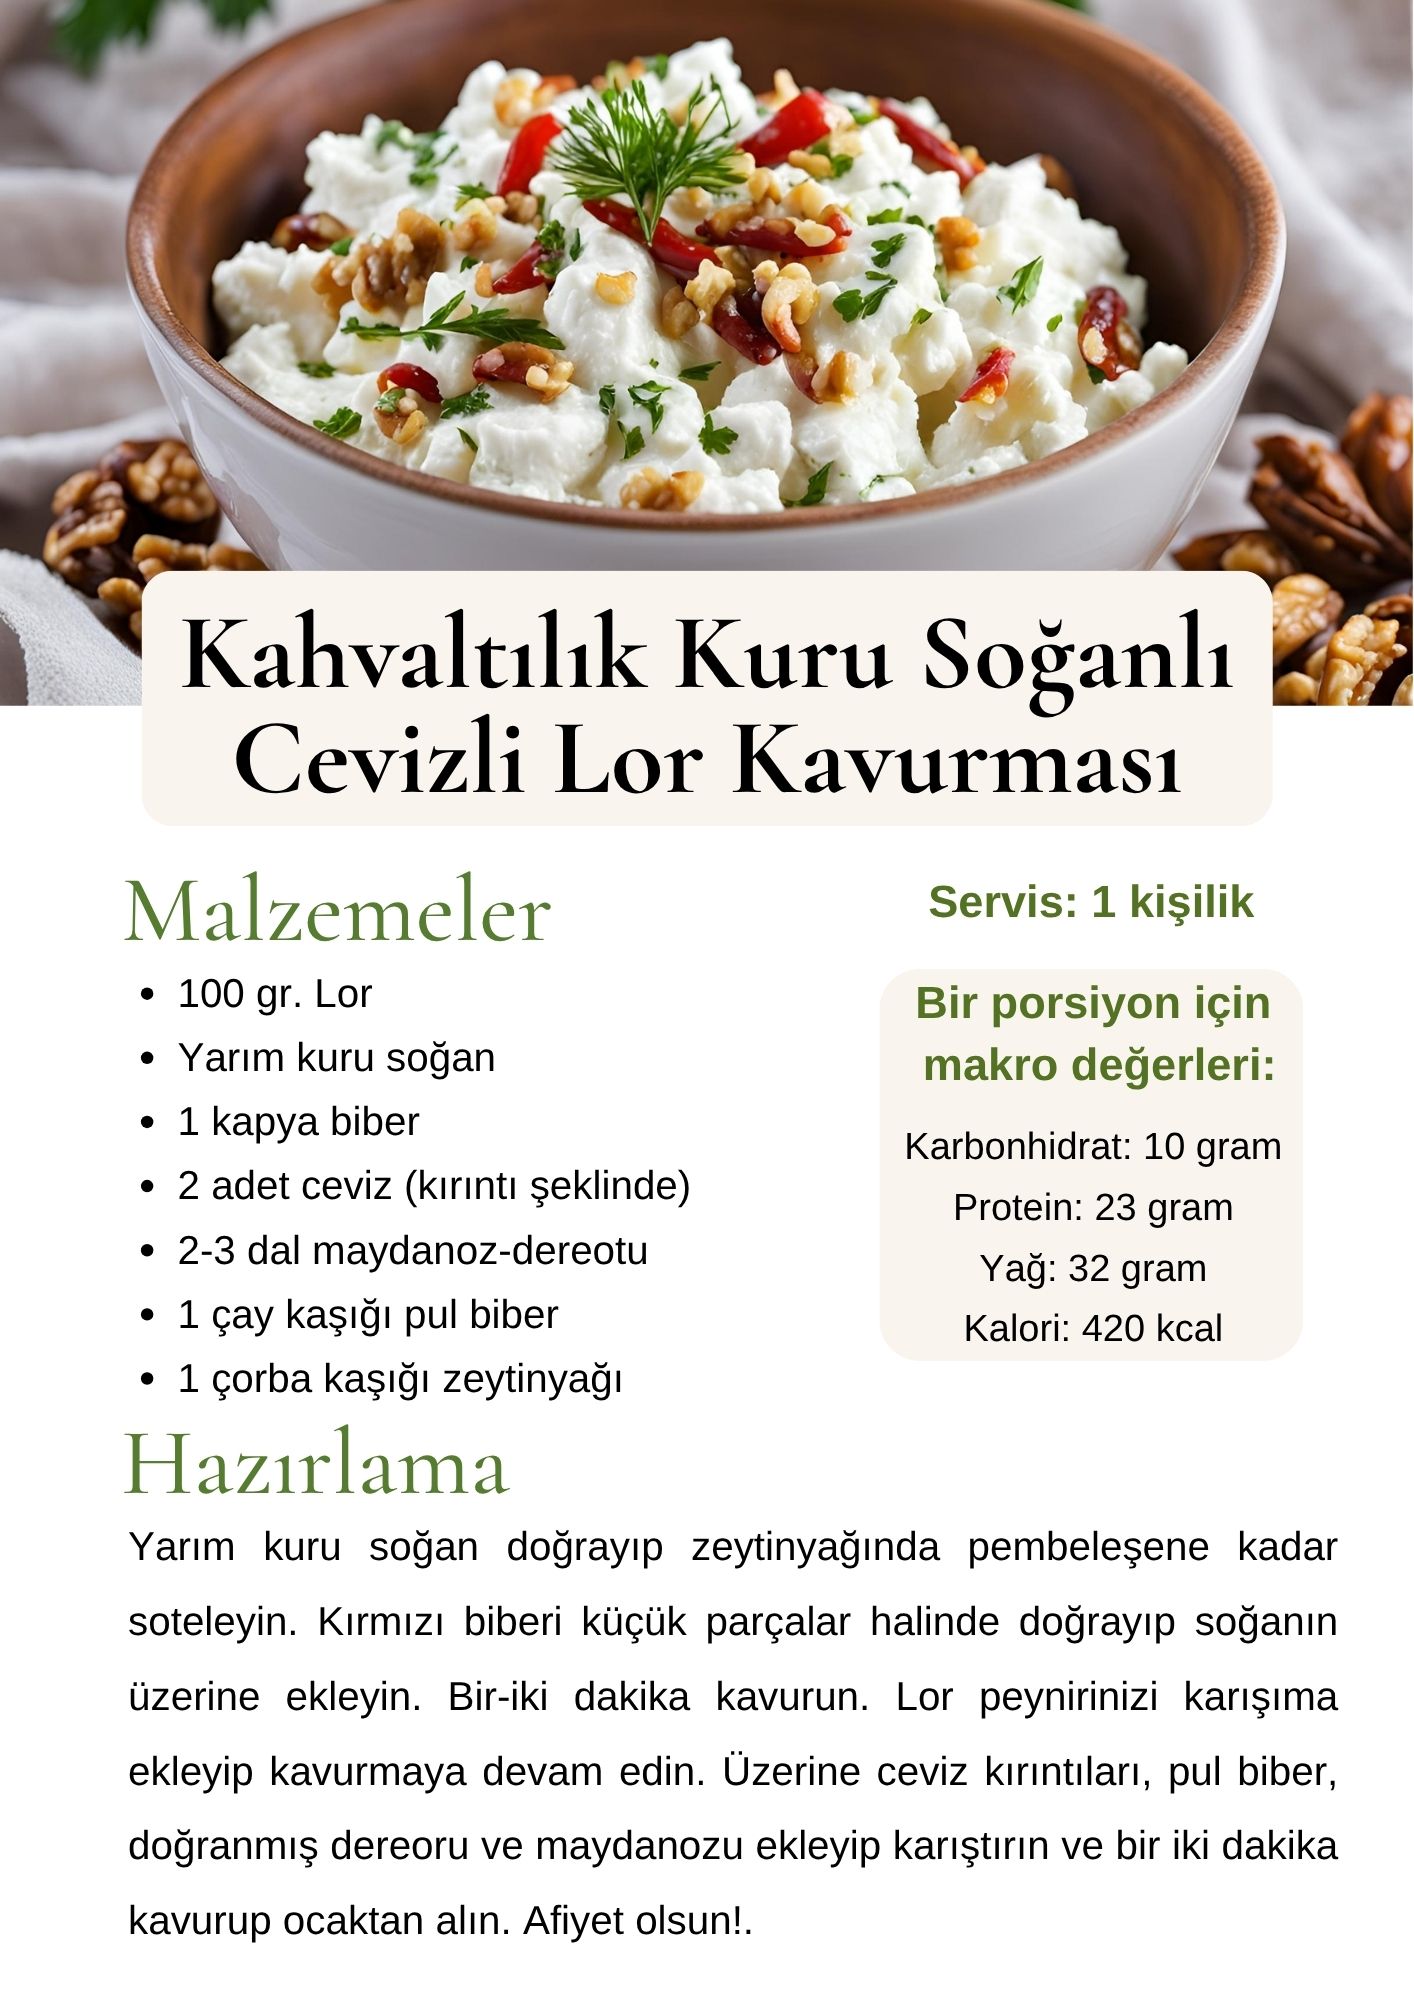 Kahvaltılık Kuru Soğanlı
Cevizli Lor Kavurması
Malzemeler
100 gr. Lor
Yarım kuru soğan
1 kapya biber
2 adet ceviz (kırıntı şeklinde)
2-3 dal maydanoz-dereotu
1 çay kaşığı pul biber
1 çorba kaşığı zeytinyağı
Servis: 1 kişilik
Bir porsiyon için
makro değerleri:
Karbonhidrat: 10 gram
Protein: 23 gram
Yağ: 32 gram
Kalori: 420 kcal
Hazırlama
Yarım kuru soğan doğrayıp zeytinyağında pembeleşene kadar
soteleyin. Kırmızı biberi küçük parçalar halinde doğrayıp soğanın
üzerine ekleyin. Bir-iki dakika kavurun. Lor peynirinizi karışıma
ekleyip kavurmaya devam edin. Üzerine ceviz kırıntıları, pul biber,
doğranmış dereoru ve maydanozu ekleyip karıştırın ve bir iki dakika
kavurup ocaktan alın. Afiyet olsun!.